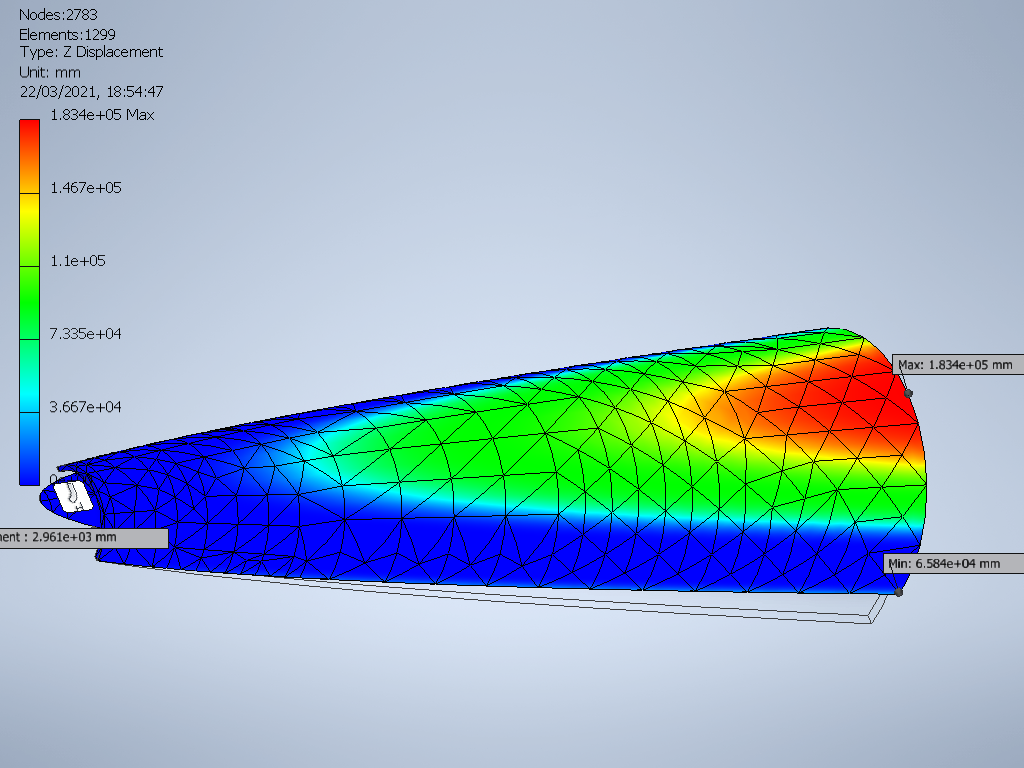 Nodes:2783
Elements:1299
Type: Z Displacement
Unit: mm
22/03/2021, 18:54:47
1.834e+05 Max
1.467e+05
1.1e+05
7.335e+04
3.667e+04
Max: 1.834e+05 mm
ent : 2.961e+03 mm
Min: 6.584e+04 mm